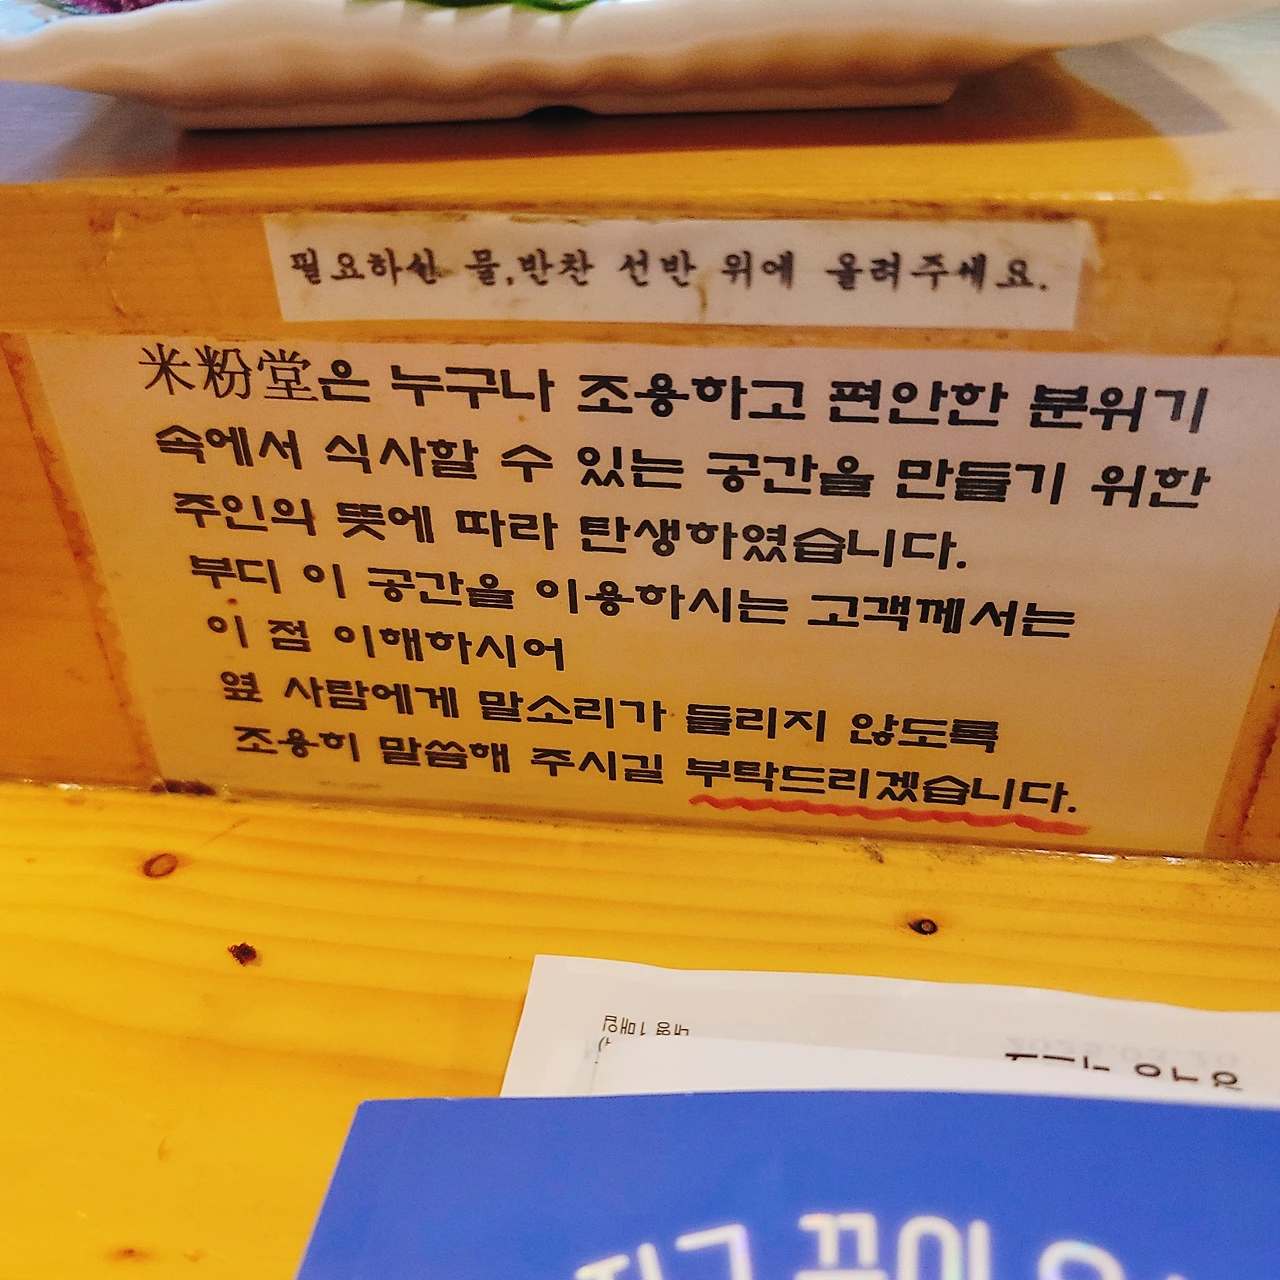 필요하신 물,반찬 선반 위에 올려주세요.
米粉堂은 누구나 조용하고 편안한 분위기
속에서 식사할 수 있는 공간을 만들기 위한
주인의 뜻에 따라 탄생하였습니다.
부디 이 공간을 이용하시는 고객께서는
이 점 이해하시어
옆 사람에게 말소리가 들리지 않도록
조용히 말씀해 주시길 부탁드리겠습니다.